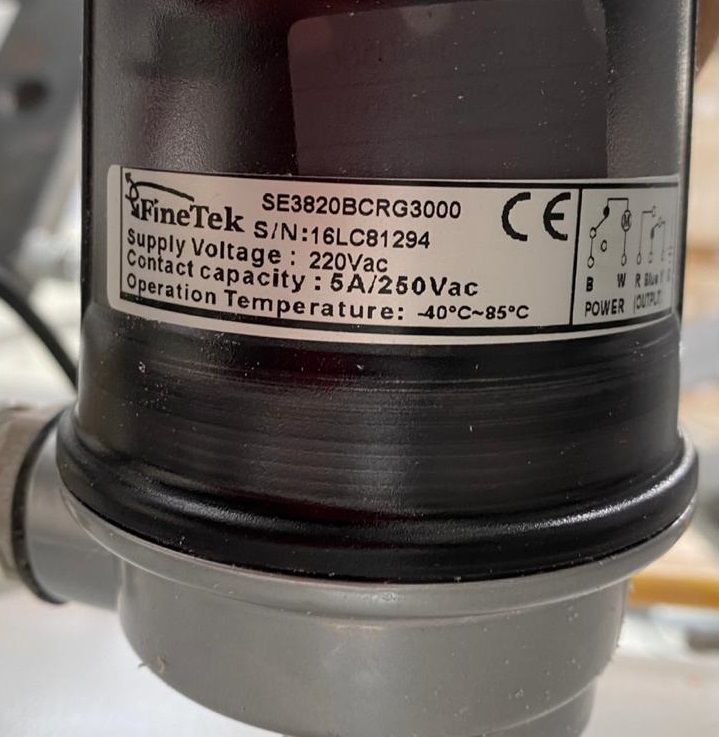 FineTek
SE3820BCRG3000
CE
S/N:16LC81294
Supply Voltage : 220Vac
Contact capacity : 5A/250Vac
Operation Temperature: -40°C~85°C
M
C
B W R Blue Y
POWER (OUTPUT)